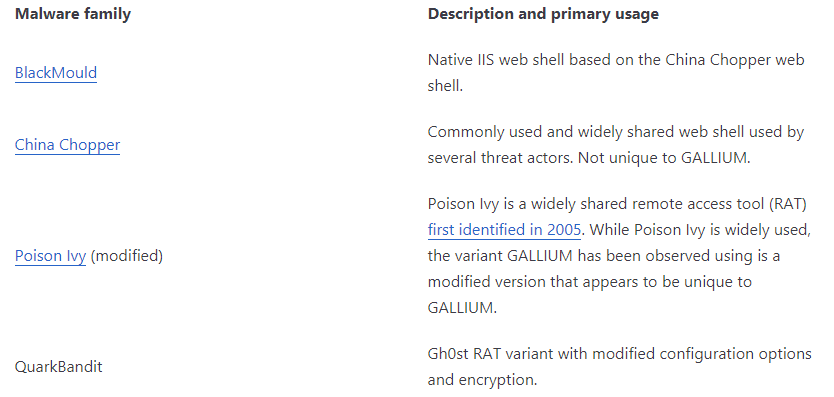 Malware family Description and primary usage
Native IIS web shell based on the China Chopper web
BlackMould
shell.
Commonly used and widely shared web shell used by
China Chopper
several threat actors. Not unique to GALLIUM.
Poison Ivy is a widely shared remote access tool (RAT)
first identified in 2005. While Poison Ivy is widely used,
Poison Ivy (modified) the variant GALLIUM has been observed using is a
modified version that appears to be unique to
GALLIUM.
Gh0st RAT variant with modified configuration options
QuarkBandit
and encryption.